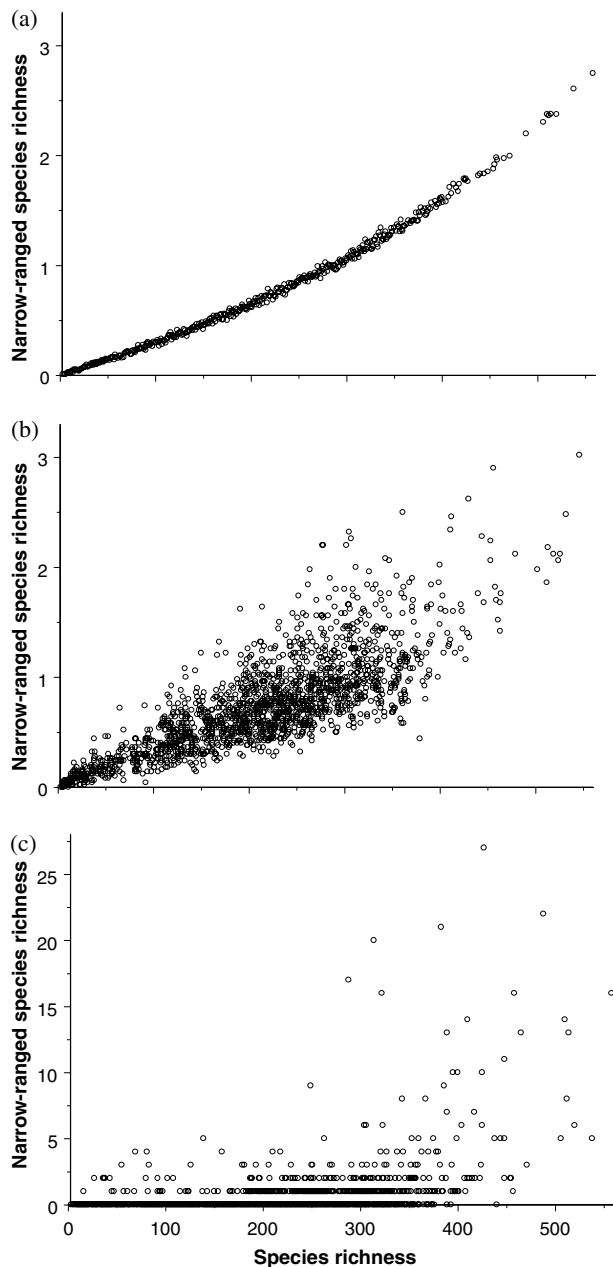 (a)
3
2
1
0
Narrow-ranged species richness
(b)
3
2
1
0
Narrow-ranged species richness
(c)
25
20
15
10
5
0
Narrow-ranged species richness
0 100 200 300 400 500
Species richness